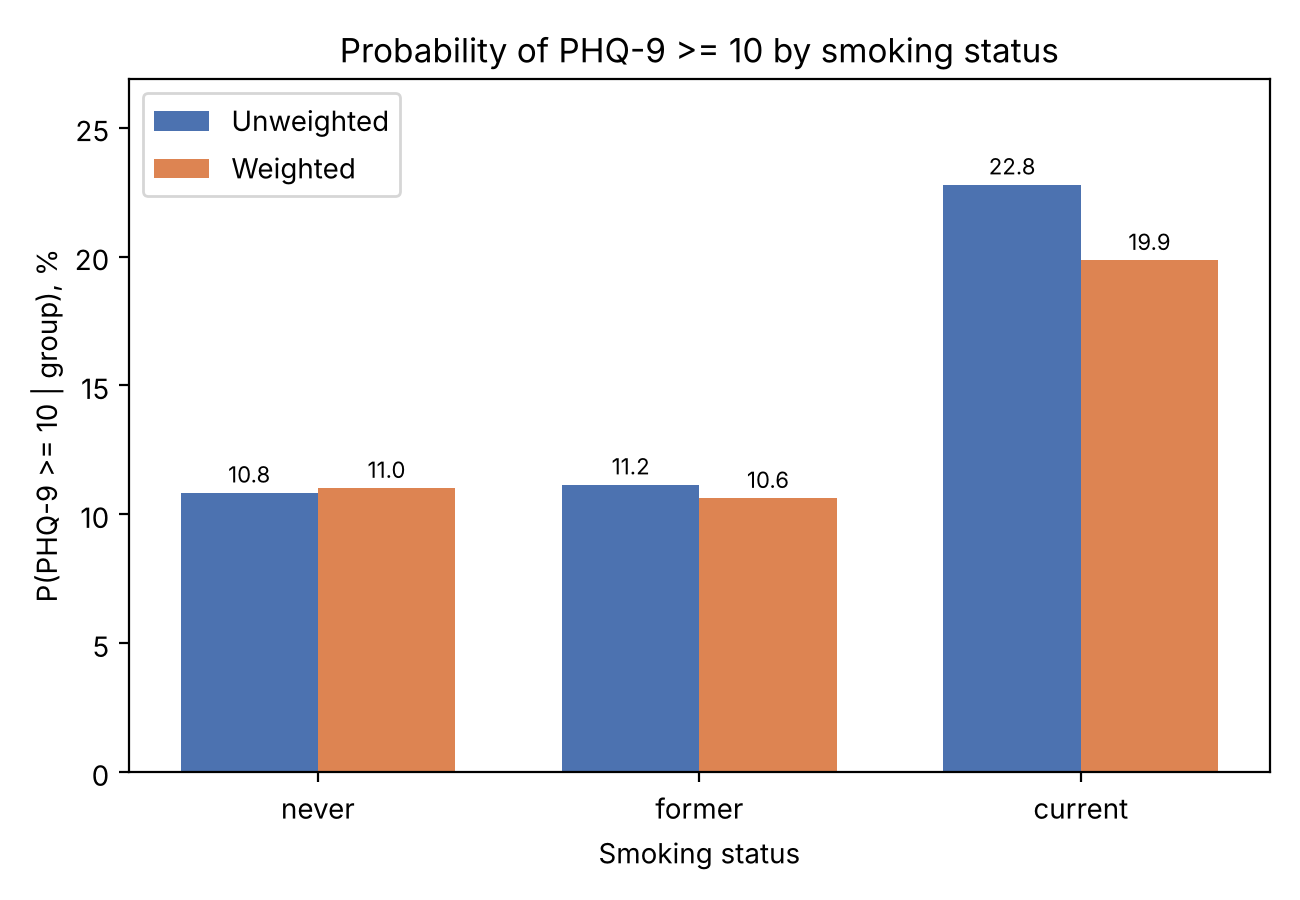 Probability of PHQ-9 >= 10 by smoking status
Unweighted
Weighted
P(PHQ-9 >= 10 | group), %
25
20
15
10
5
0
10.8
11.0
11.2
10.6
22.8
19.9
never
former
current
Smoking status